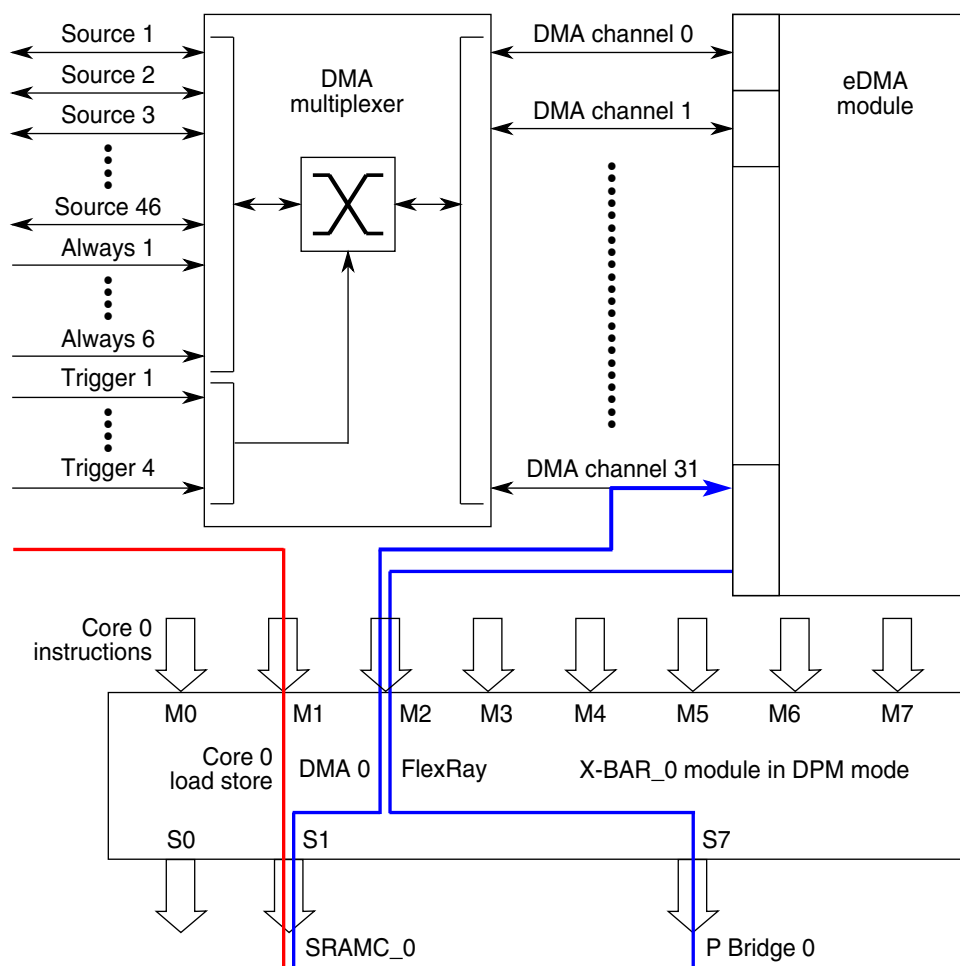 Source 1
Source 2
Source 3
Source 46
Always 1
Always 6
Trigger 1
Trigger 4
DMA
multiplexer
DMA channel 0
DMA channel 1
DMA channel 31
eDMA
module
Core 0
instructions
M0
M1
M2
M3
M4
M5
M6
M7
Core 0
load store
DMA 0
FlexRay
X-BAR_0 module in DPM mode
S0
S1
S7
SRAMC_0
P Bridge 0